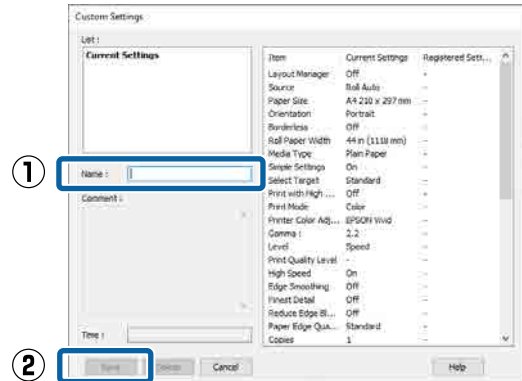 Custom Settings
List :
Current Settings
① Name :
Comment :
Time :
② Save Delete Cancel Help
Item Current Settings Registered Sett...
Layout Manager Off -
Source Roll Auto -
Paper Size A4 210 x 297 mm -
Orientation Portrait -
Borderless Off -
Roll Paper Width 44 in (1118 mm) -
Media Type Plain Paper -
Simple Settings On -
Select Target Standard -
Print with High ... Off -
Print Mode Color -
Printer Color Adj... EPSON Vivid -
Gamma : 2.2 -
Level Speed -
Print Quality Level - -
High Speed On -
Edge Smoothing Off -
Finest Detail Off -
Reduce Edge Bl... Off -
Paper Edge Qua... Standard -
Copies 1 -